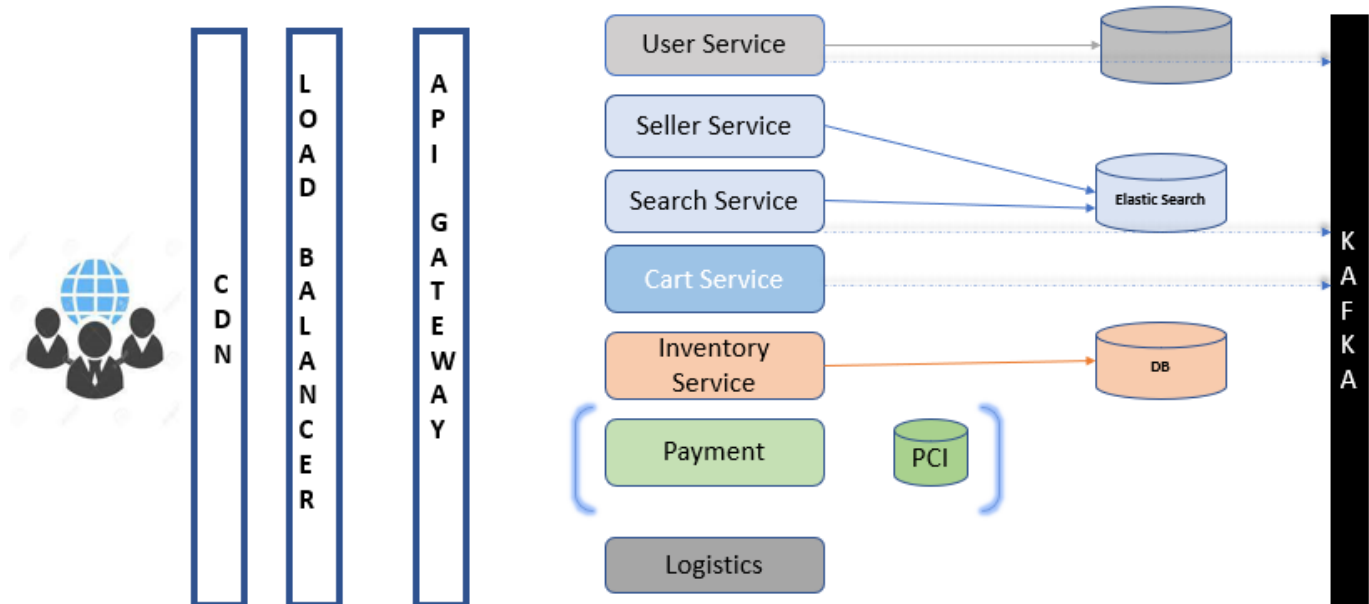 CDN
LOAD BALANCER
API GATEWAY
User Service
Seller Service
Search Service
Elastic Search
Cart Service
Inventory
Service
DB
Payment
PCI
Logistics
KAFKA